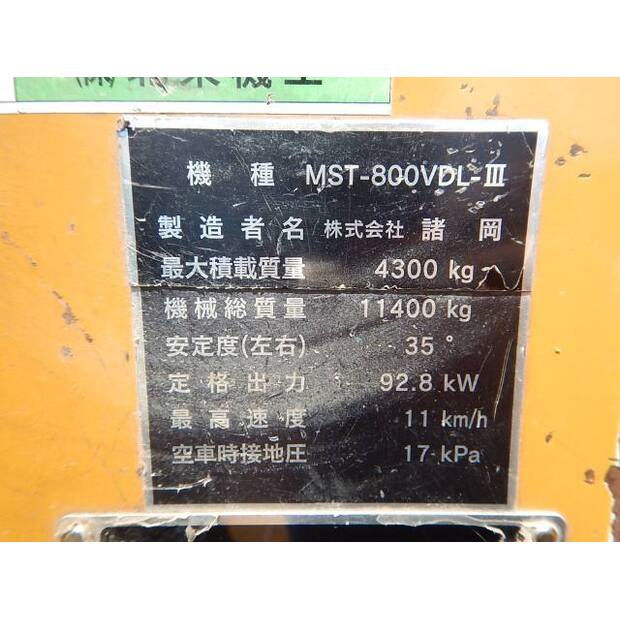 機種 MST-800VDL-Ⅲ
製造者名 株式会社 諸岡
最大積載質量 4300 kg
機械総質量 11400 kg
安定度(左右) 35°
定格出力 92.8 kW
最高速度 11 km/h
空車時接地圧 17 kPa